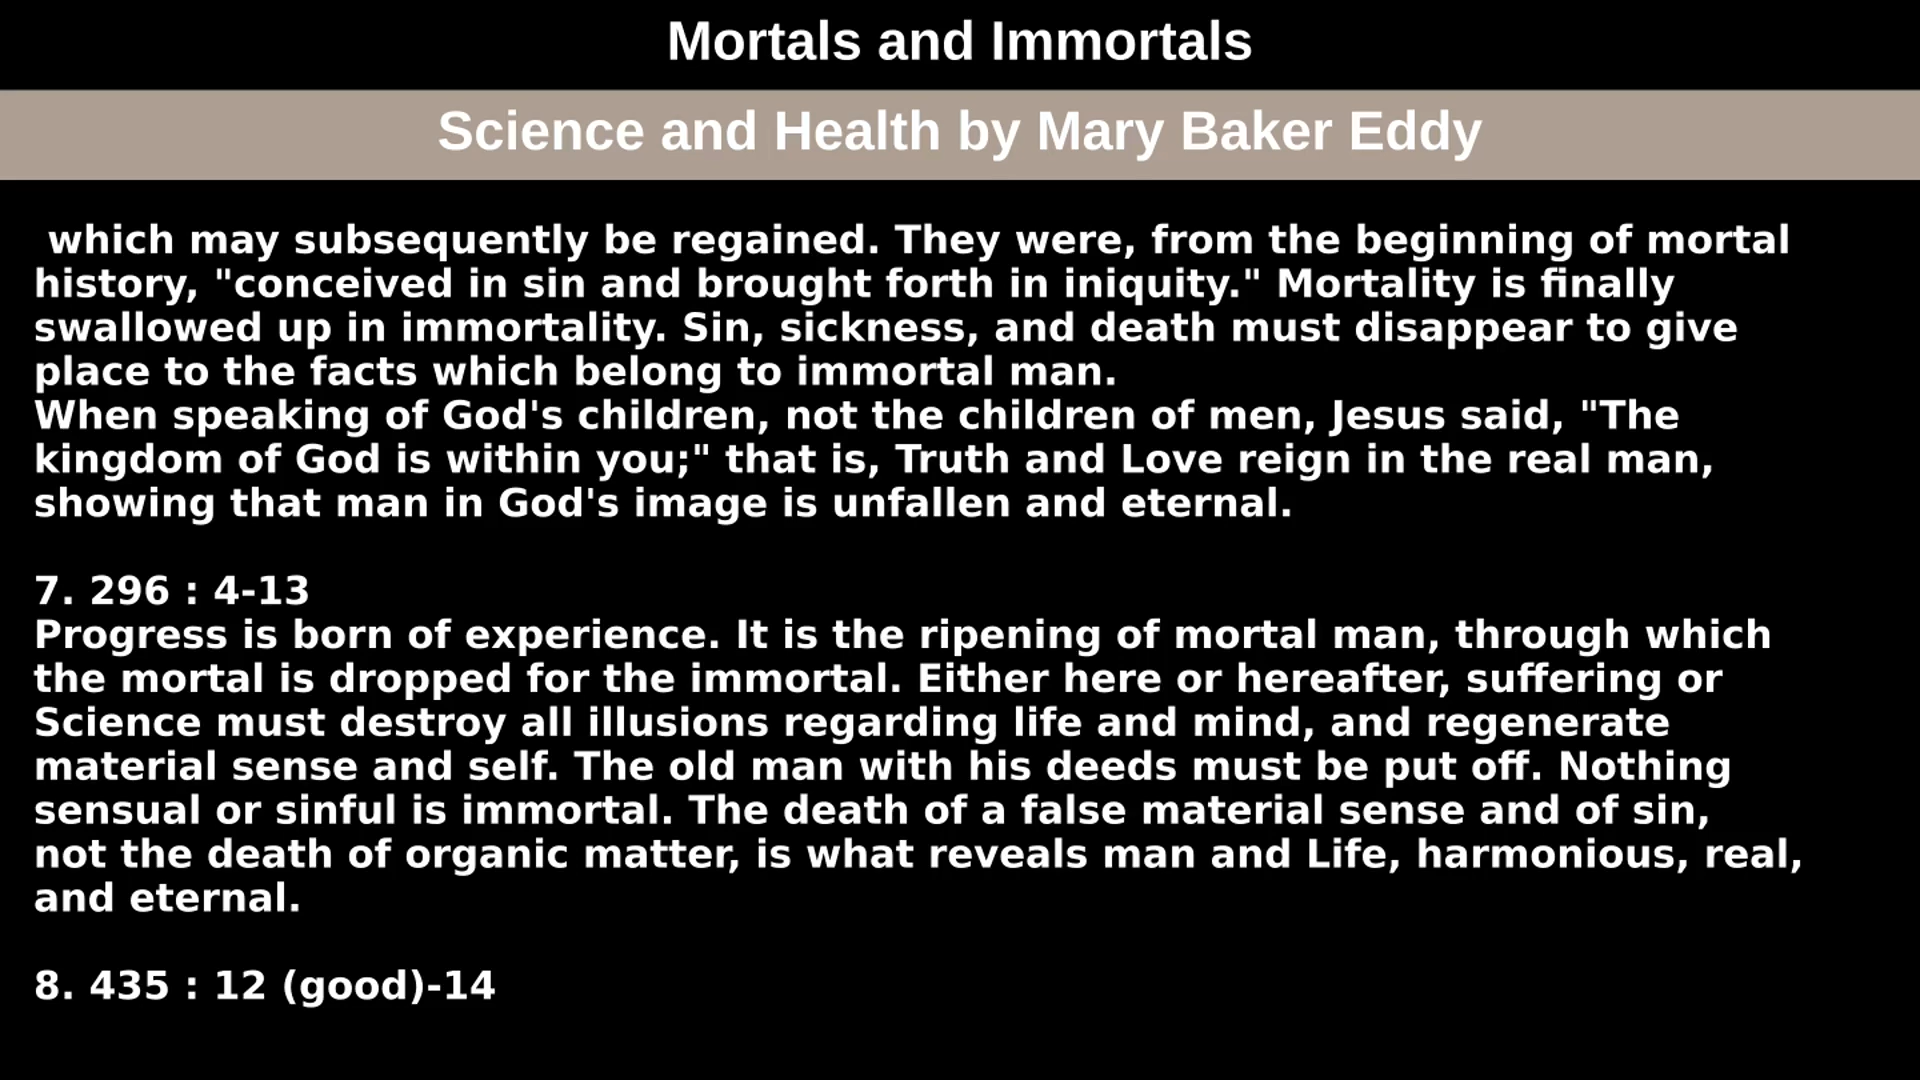 Mortals and Immortals
Science and Health by Mary Baker Eddy
which may subsequently be regained. They were, from the beginning of mortal
history, "conceived in sin and brought forth in iniquity." Mortality is finally
swallowed up in immortality. Sin, sickness, and death must disappear to give
place to the facts which belong to immortal man.
When speaking of God's children, not the children of men, Jesus said, "The
kingdom of God is within you;" that is, Truth and Love reign in the real man,
showing that man in God's image is unfallen and eternal.
7. 296 : 4-13
Progress is born of experience. It is the ripening of mortal man, through which
the mortal is dropped for the immortal. Either here or hereafter, suffering or
Science must destroy all illusions regarding life and mind, and regenerate
material sense and self. The old man with his deeds must be put off. Nothing
sensual or sinful is immortal. The death of a false material sense and of sin,
not the death of organic matter, is what reveals man and Life, harmonious, real,
and eternal.
8. 435 : 12 (good)-14